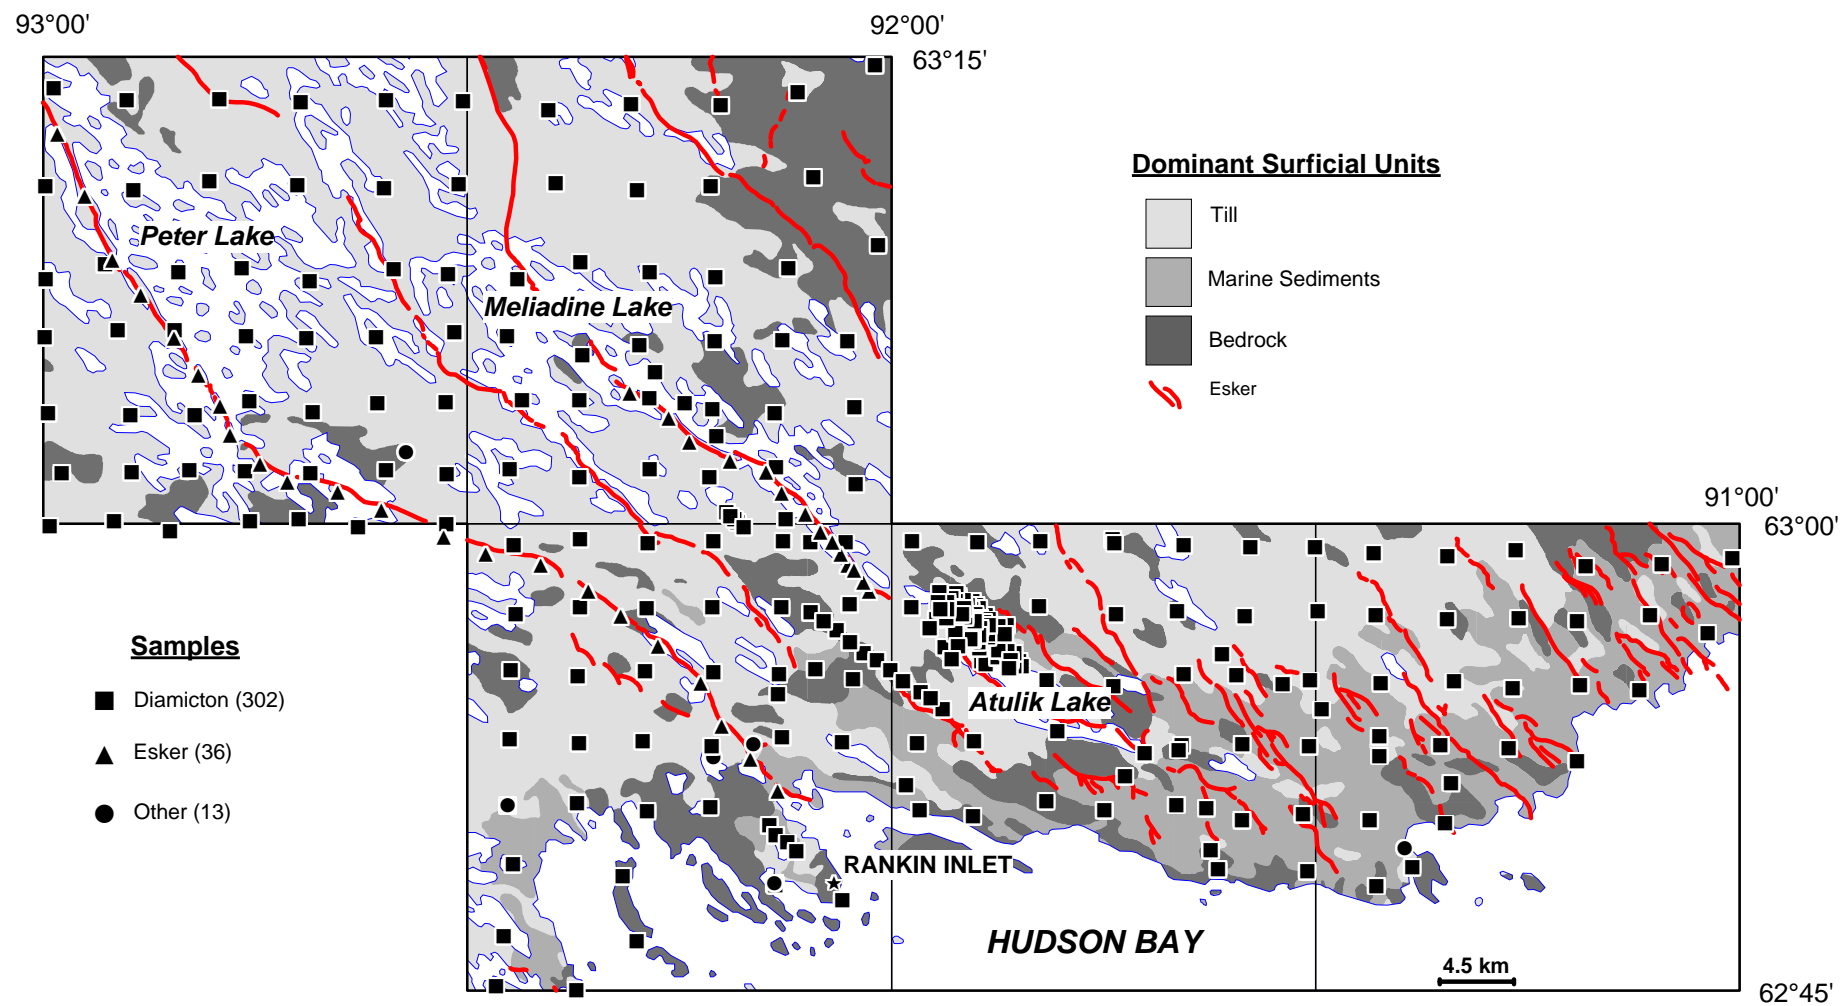 93°00'
92°00'
63°15'
Dominant Surficial Units
Till
Marine Sediments
Bedrock
Esker
Peter Lake
Meliadine Lake
91°00'
63°00'
Samples
Diamicton (302)
Esker (36)
Other (13)
Atulik Lake
RANKIN INLET
HUDSON BAY
4.5 km
62°45'